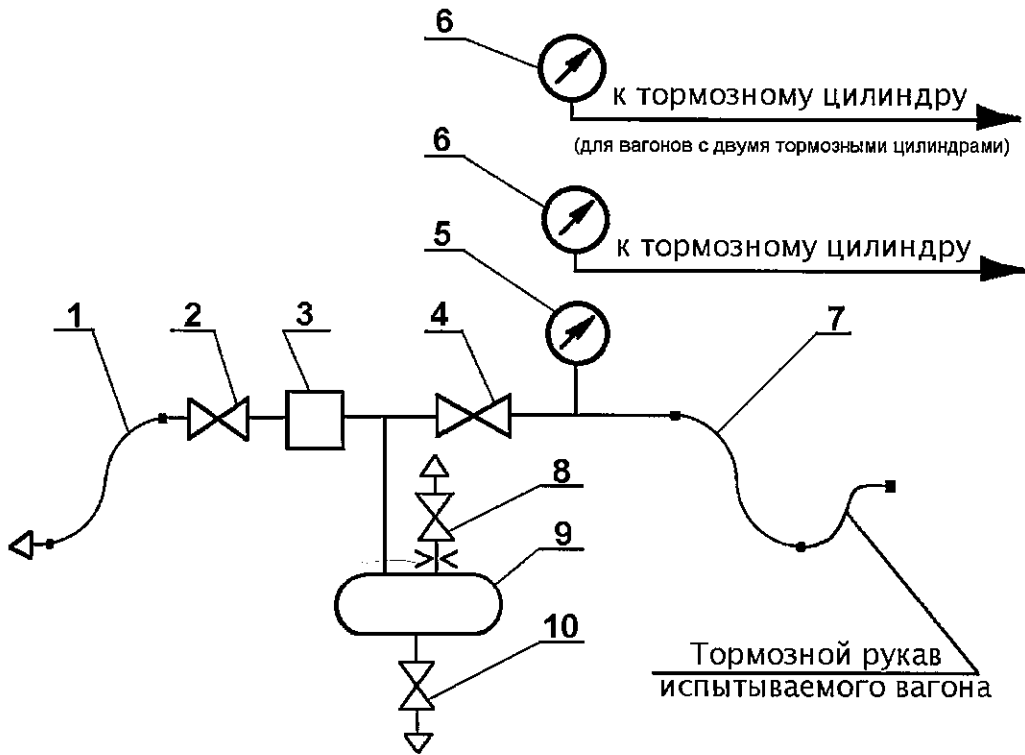 6
к тормозному цилиндру
(для вагонов с двумя тормозными цилиндрами)
6
к тормозному цилиндру
5
1
2
3
4
7
8
9
10
Тормозной рукав
испытываемого вагона